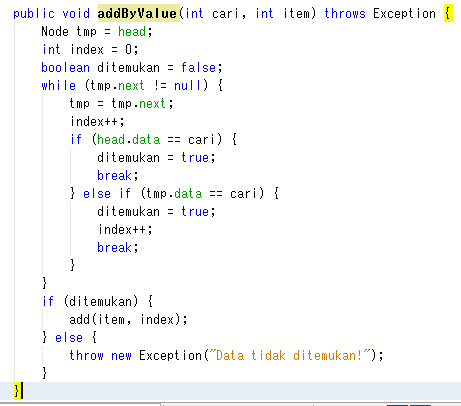 public void addByValue(int cari, int item) throws Exception {
    Node tmp = head;
    int index = 0;
    boolean ditemukan = false;
    while (tmp.next != null) {
        tmp = tmp.next;
        index++;
        if (head.data == cari) {
            ditemukan = true;
            break;
        } else if (tmp.data == cari) {
            ditemukan = true;
            index++;
            break;
        }
    }
    if (ditemukan) {
        add(item, index);
    } else {
        throw new Exception("Data tidak ditemukan!");
    }
}